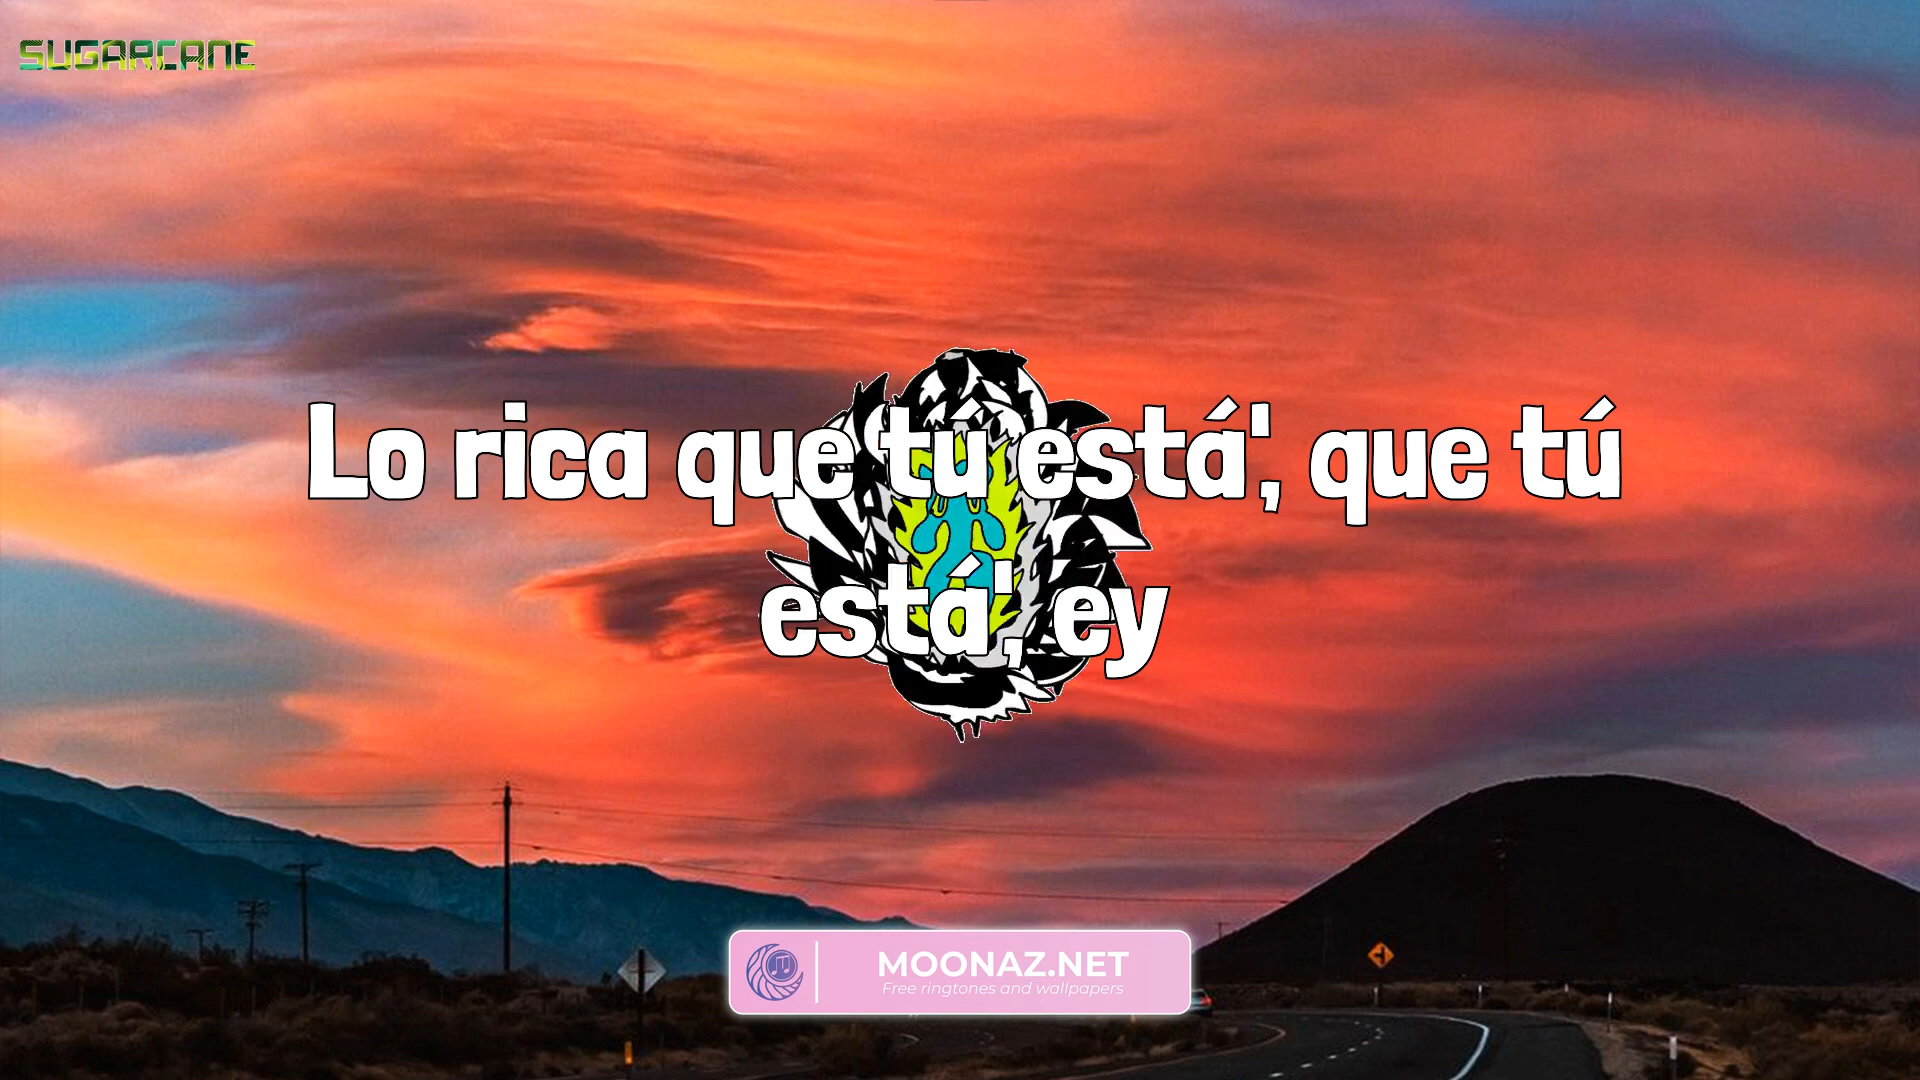 SUGARCANE
Lo rica que tú está', que tú
está', ey
MOONAZ.NET
Free ringtones and wallpapers